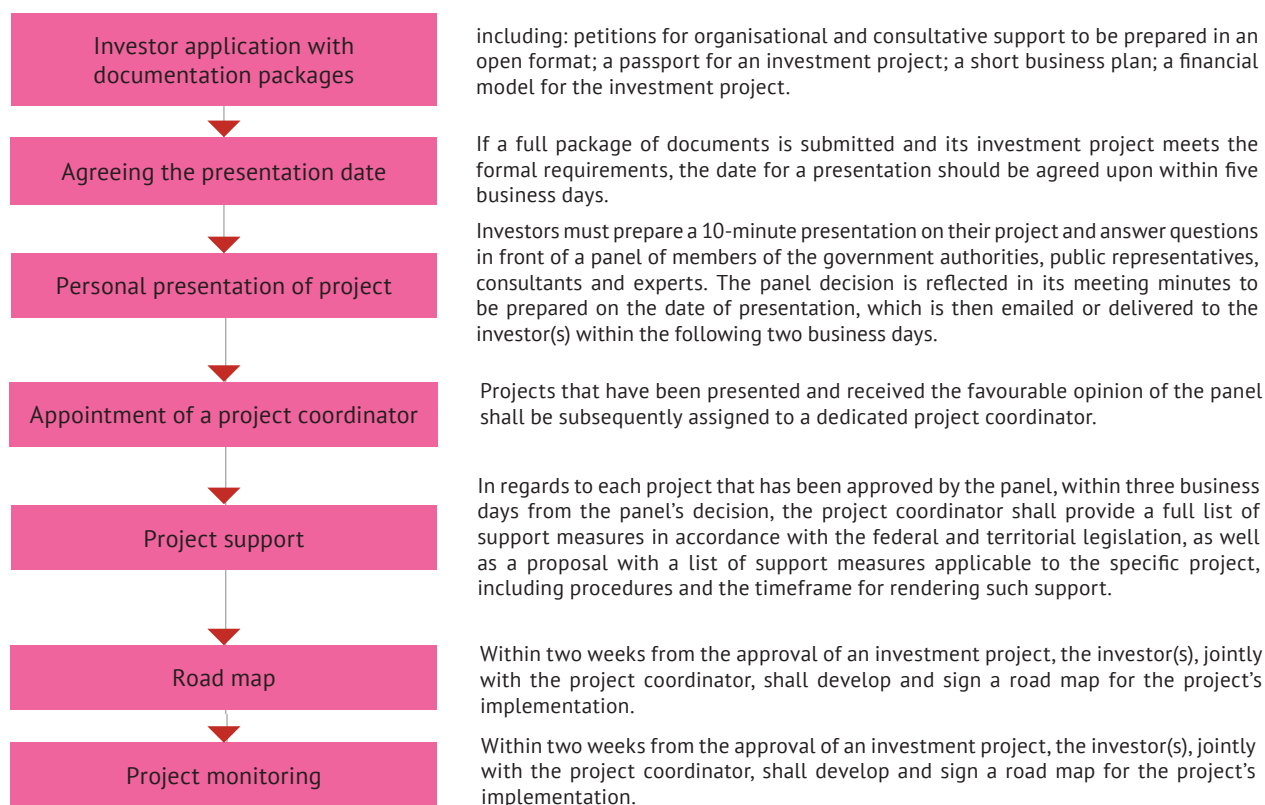 Investor application with
documentation packages
including: petitions for organisational and consultative support to be prepared in an
open format; a passport for an investment project; a short business plan; a financial
model for the investment project.
Agreeing the presentation date
If a full package of documents is submitted and its investment project meets the
formal requirements, the date for a presentation should be agreed upon within five
business days.
Personal presentation of project
Investors must prepare a 10-minute presentation on their project and answer questions
in front of a panel of members of the government authorities, public representatives,
consultants and experts. The panel decision is reflected in its meeting minutes to
be prepared on the date of presentation, which is then emailed or delivered to the
investor(s) within the following two business days.
Appointment of a project coordinator
Projects that have been presented and received the favourable opinion of the panel
shall be subsequently assigned to a dedicated project coordinator.
Project support
In regards to each project that has been approved by the panel, within three business
days from the panel's decision, the project coordinator shall provide a full list of
support measures in accordance with the federal and territorial legislation, as well
as a proposal with a list of support measures applicable to the specific project,
including procedures and the timeframe for rendering such support.
Road map
Within two weeks from the approval of an investment project, the investor(s), jointly
with the project coordinator, shall develop and sign a road map for the project's
implementation.
Project monitoring
Within two weeks from the approval of an investment project, the investor(s), jointly
with the project coordinator, shall develop and sign a road map for the project's
implementation.